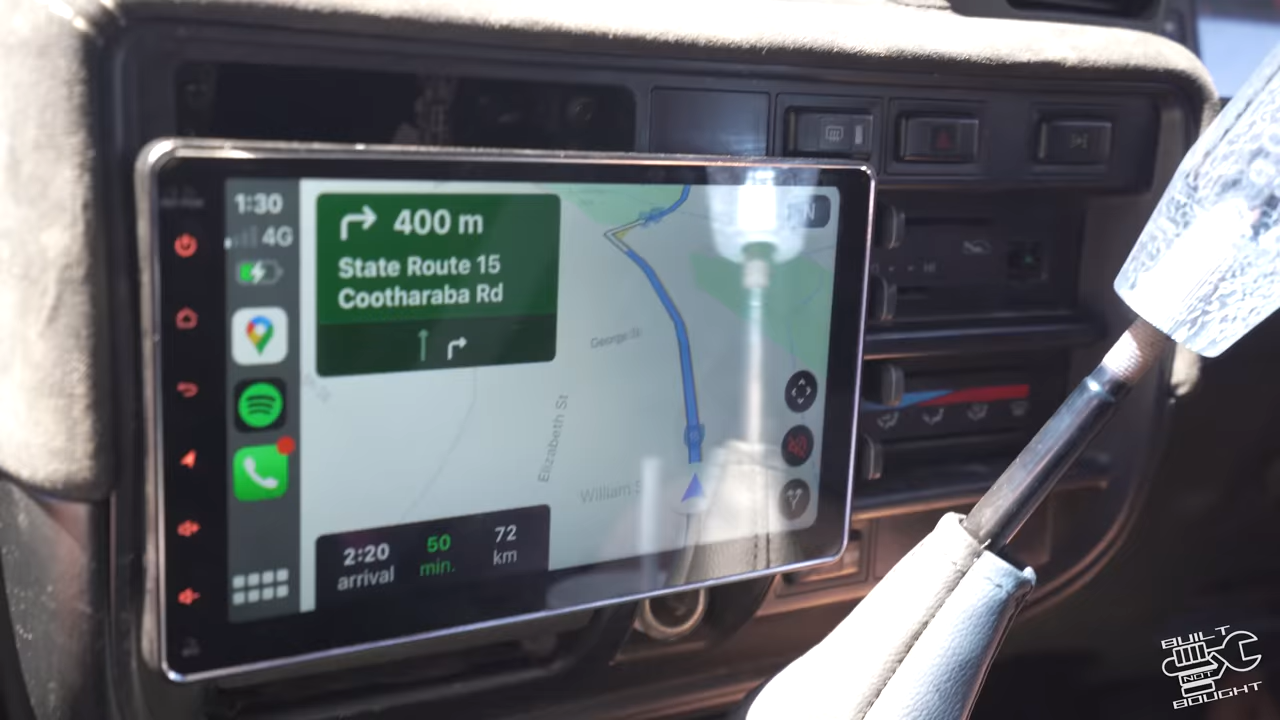 1:30
4G
400 m
State Route 15
Cootharaba Rd
N
George St
Elizabeth St
William S
2:20
arrival
50
min.
72
km
BUILT
NOT
BOUGHT